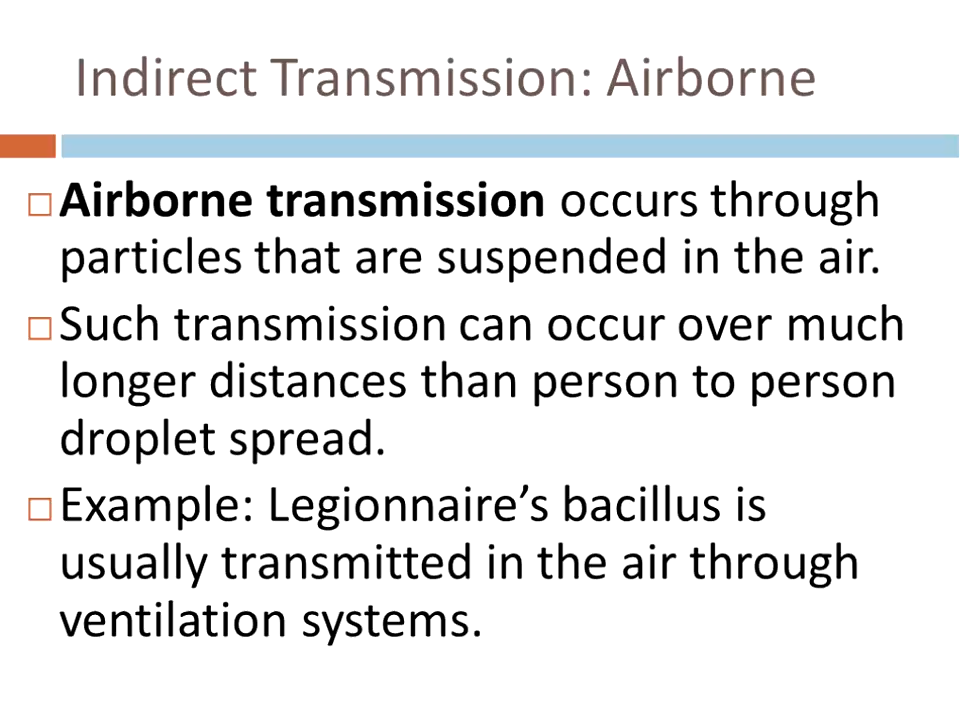 Indirect Transmission: Airborne
Airborne transmission occurs through
particles that are suspended in the air.
Such transmission can occur over much
longer distances than person to person
droplet spread.
Example: Legionnaire’s bacillus is
usually transmitted in the air through
ventilation systems.